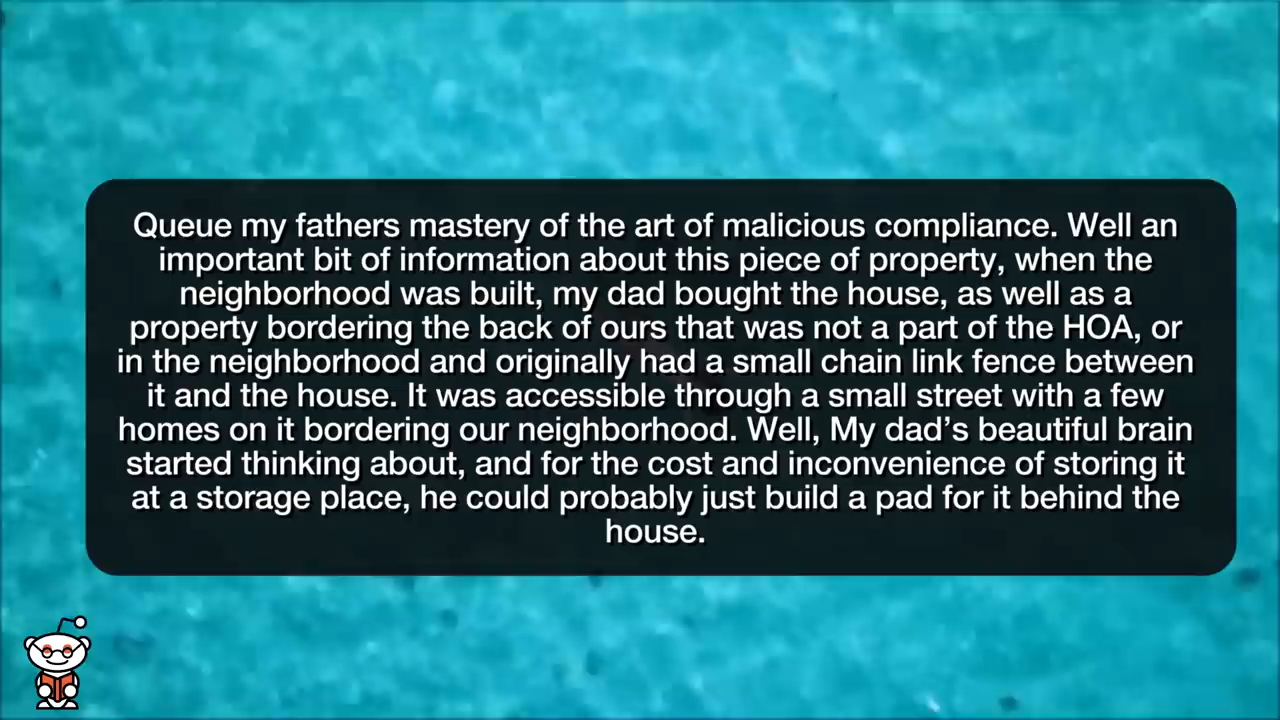 Queue my fathers mastery of the art of malicious compliance. Well an
important bit of information about this piece of property, when the
neighborhood was built, my dad bought the house, as well as a
property bordering the back of ours that was not a part of the HOA, or
in the neighborhood and originally had a small chain link fence between
it and the house. It was accessible through a small street with a few
homes on it bordering our neighborhood. Well, My dad’s beautiful brain
started thinking about, and for the cost and inconvenience of storing it
at a storage place, he could probably just build a pad for it behind the
house.